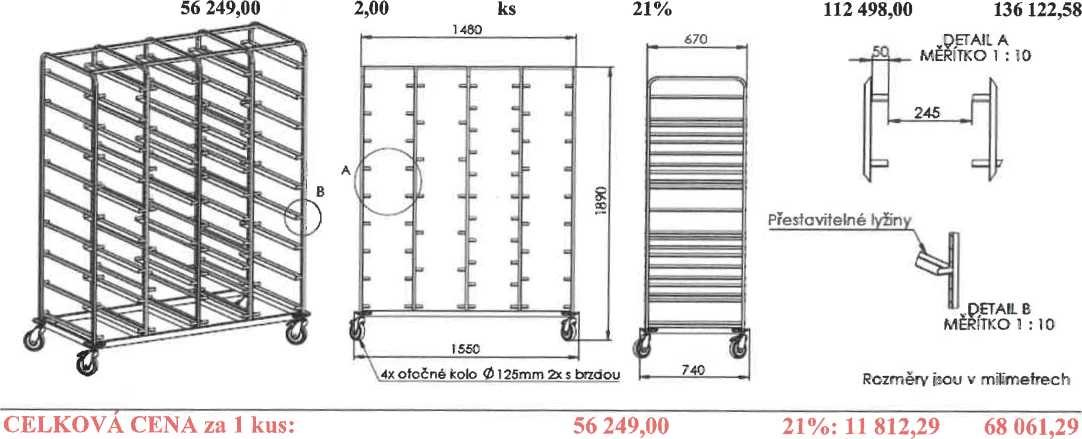 56 249,00 2,00 ks 21% 112 498,00 136 122,58
1480
670
DETAIL A
MĚŘÍTKO 1 : 10
50
245
A
B
1890
Přestavitelné lyžiny
DETAIL B
MĚŘÍTKO 1 : 10
1550
740
4x otočné kolo Ø 125mm 2x s brzdou
Rozměry jsou v milimetrech
CELKOVÁ CENA za 1 kus: 56 249,00 21%: 11 812,29 68 061,29